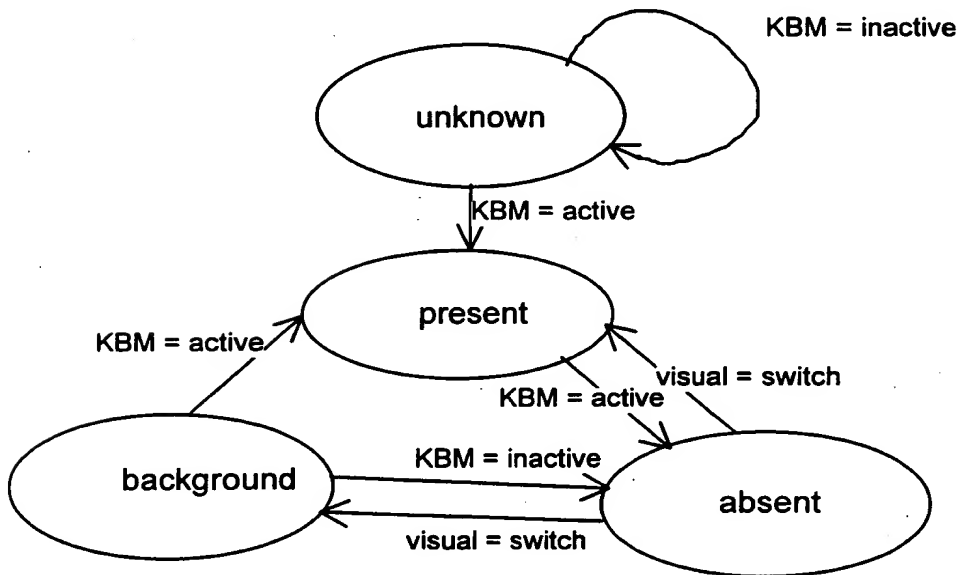 KBM = inactive
unknown
KBM = active
present
KBM = active
visual = switch
KBM = active
KBM = inactive
background
absent
visual = switch